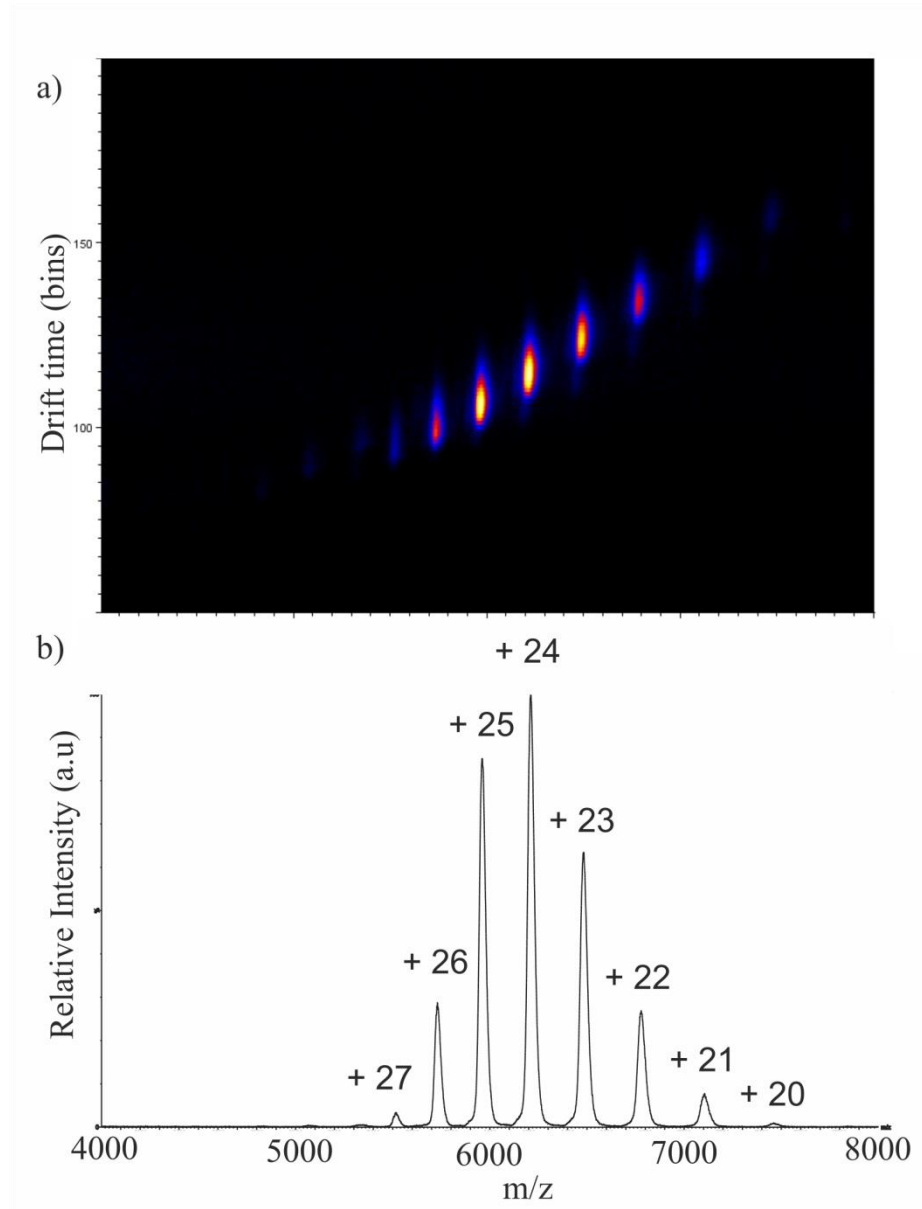 a)
Drift time (bins)
150
100
b)
+ 24
+ 25
+ 23
+ 26
+ 22
+ 27
+ 21
+ 20
Relative Intensity (a.u)
4000 5000 6000 7000 8000
m/z